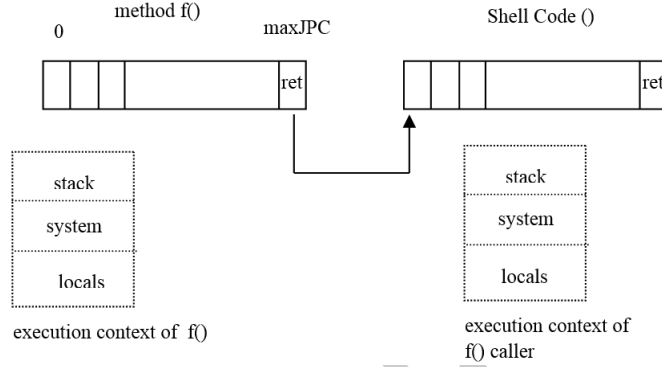 method f()
Shell Code ()
0
maxJPC
ret
ret
stack
system
locals
execution context of f()
stack
system
locals
execution context of
f() caller